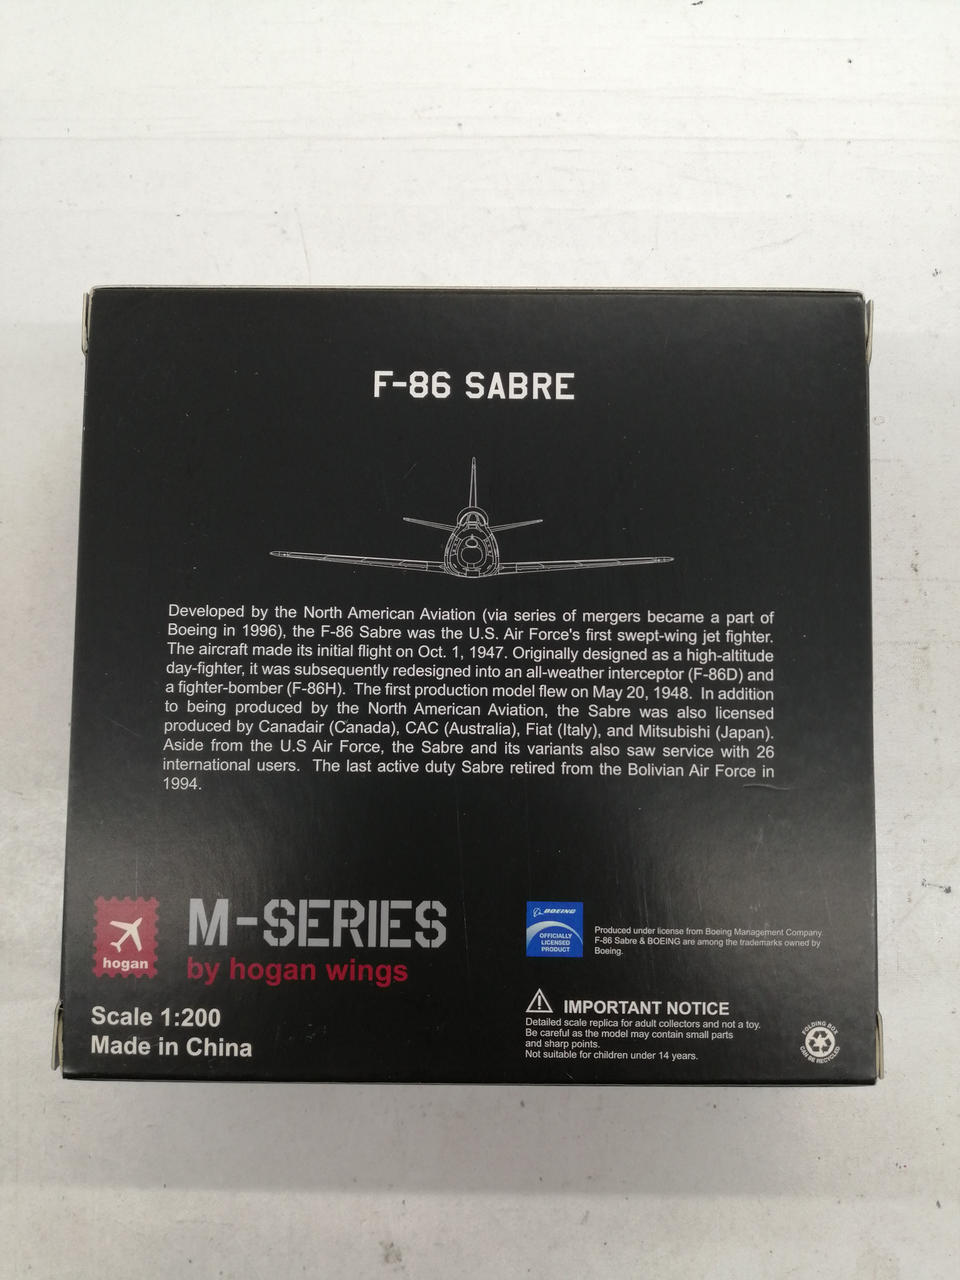 F-86 SABRE
Developed by the North American Aviation (via series of mergers became a part of
Boeing in 1996), the F-86 Sabre was the U.S. Air Force's first swept-wing jet fighter.
The aircraft made its initial flight on Oct. 1, 1947. Originally designed as a high-altitude
day-fighter, it was subsequently redesigned into an all-weather interceptor (F-86D) and
a fighter-bomber (F-86H). The first production model flew on May 20, 1948. In addition
to being produced by the North American Aviation, the Sabre was also licensed
produced by Canadair (Canada), CAC (Australia), Fiat (Italy), and Mitsubishi (Japan).
Aside from the U.S Air Force, the Sabre and its variants also saw service with 26
international users. The last active duty Sabre retired from the Bolivian Air Force in
1994.
hogan
M-SERIES
by hogan wings
Scale 1:200
Made in China
BOEING
OFFICIALLY
LICENSED
PRODUCT
Produced under license from Boeing Management Company.
F-86 Sabre & BOEING are among the trademarks owned by
Boeing.
IMPORTANT NOTICE
Detailed scale replica for adult collectors and not a toy.
Be careful as the model may contain small parts
and sharp points.
Not suitable for children under 14 years.
FOLDING BOX
CAN BE RECYCLED